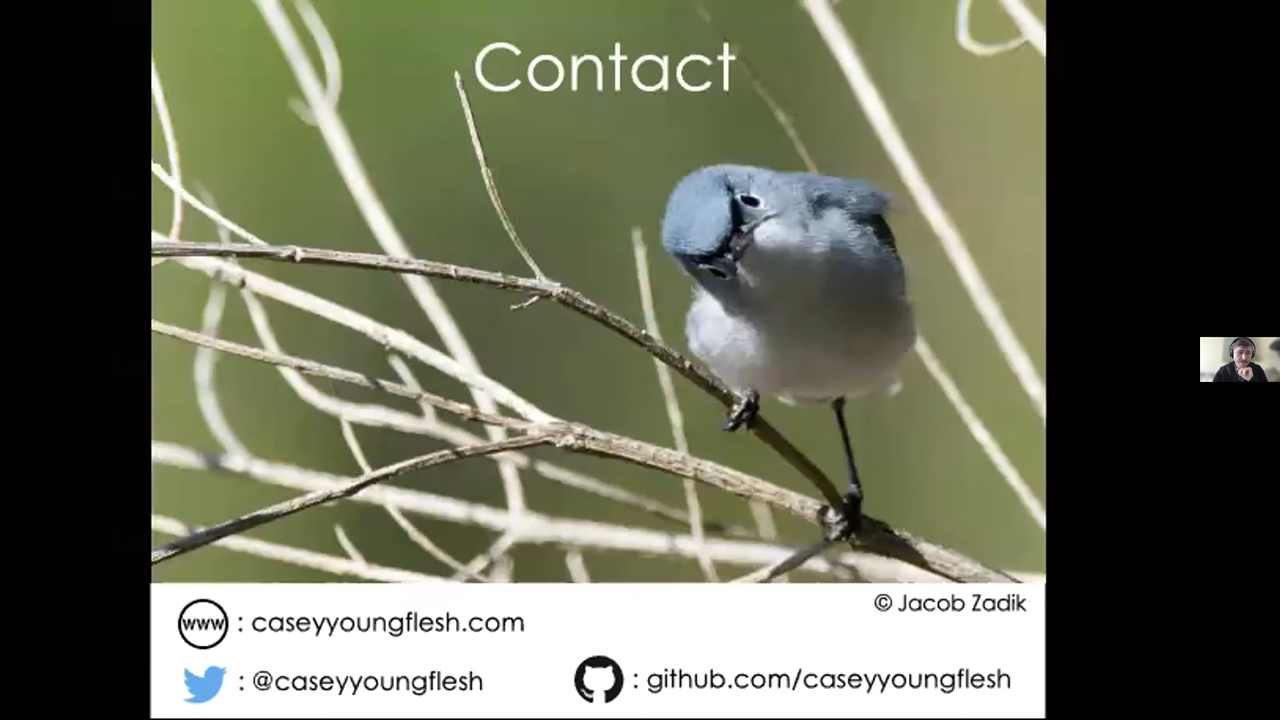 Contact
© Jacob Zadik
www : caseyyoungflesh.com
: @caseyyoungflesh
: github.com/caseyyoungflesh